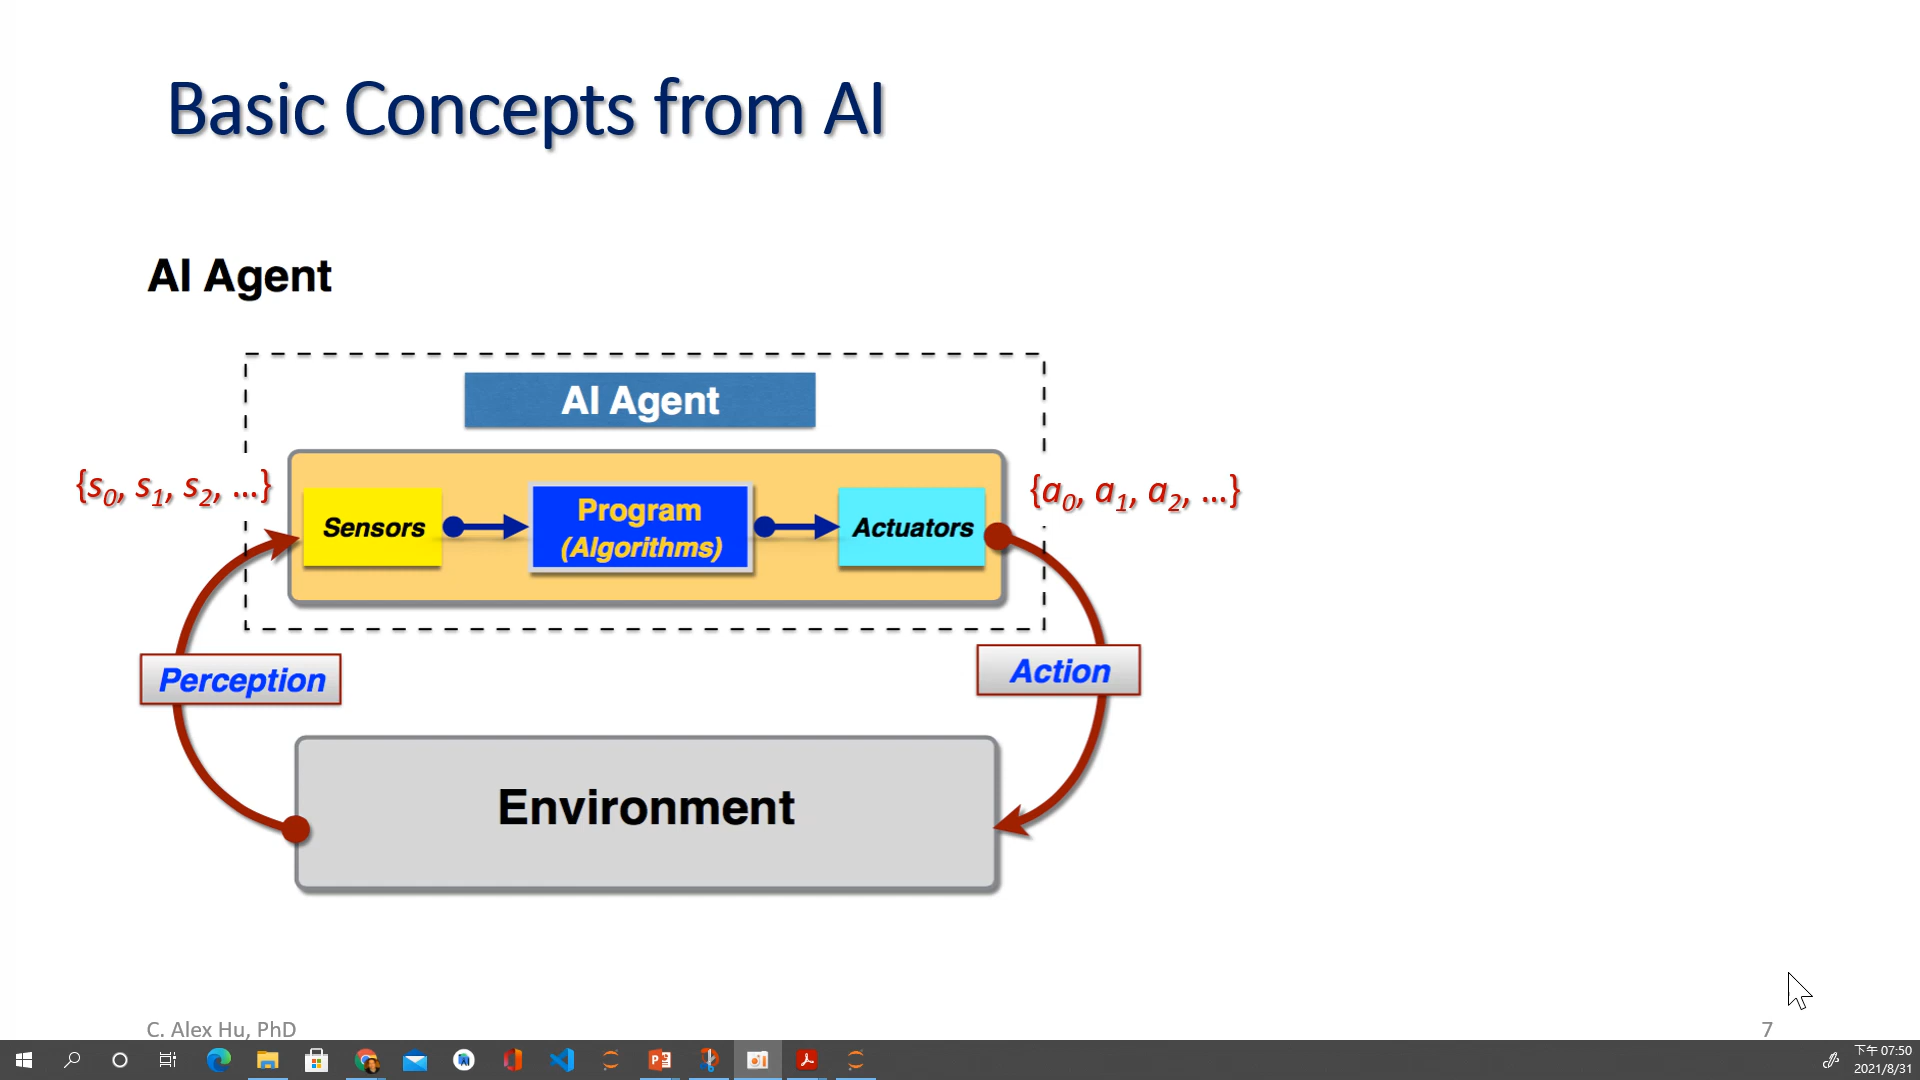 Basic Concepts from AI
AI Agent
AI Agent
{s0, s1, s2, ...}
{a0, a1, a2, ...}
Sensors
Program
(Algorithms)
Actuators
Perception
Action
Environment
C. Alex Hu, PhD
7
AI
下午 07:50
2021/8/31